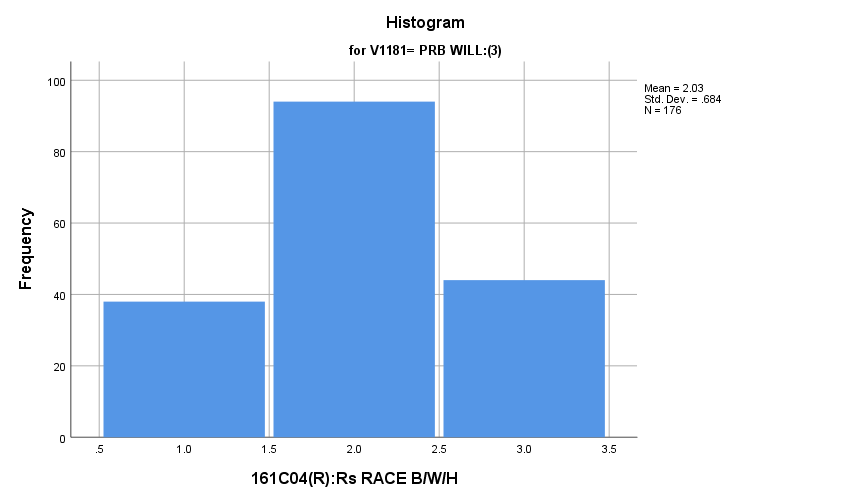 Histogram
for V1181= PRB WILL:(3)
Mean = 2.03
Std. Dev. = .684
N = 176
Frequency
100
80
60
40
20
0
.5 1.0 1.5 2.0 2.5 3.0 3.5
161C04(R):Rs RACE B/W/H